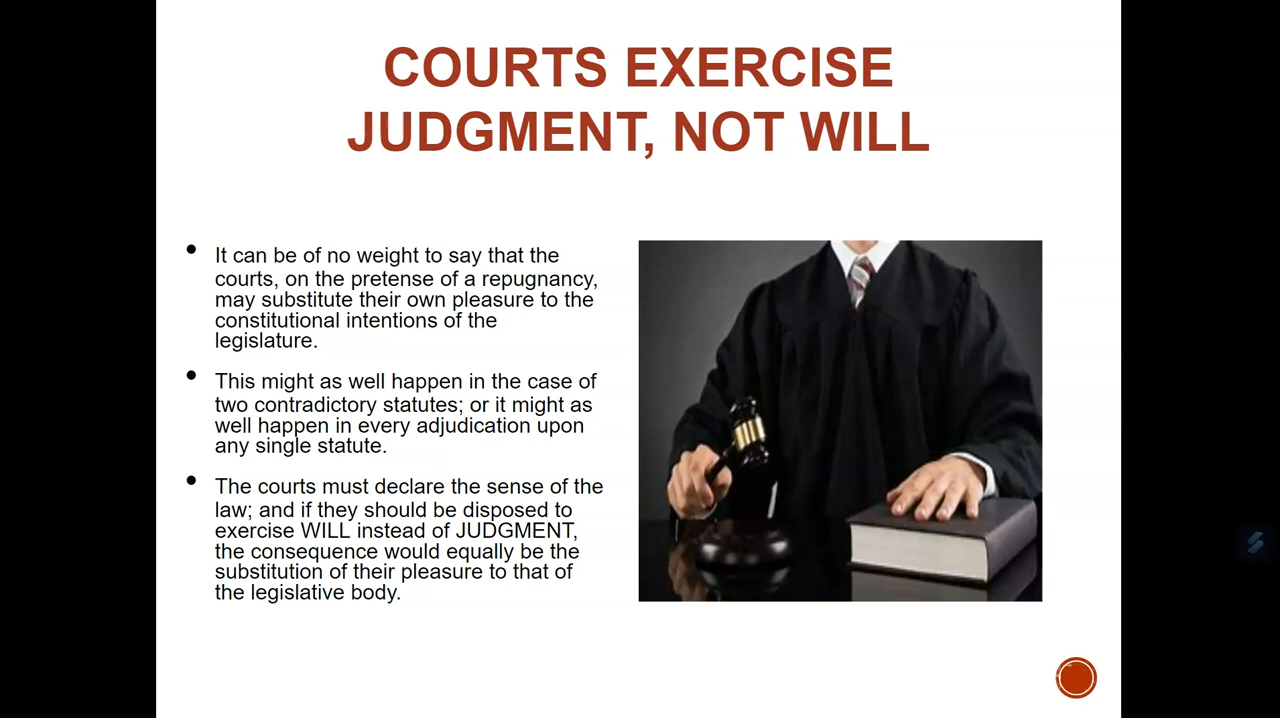 COURTS EXERCISE
JUDGMENT, NOT WILL
• It can be of no weight to say that the
courts, on the pretense of a repugnancy,
may substitute their own pleasure to the
constitutional intentions of the
legislature.
• This might as well happen in the case of
two contradictory statutes; or it might as
well happen in every adjudication upon
any single statute.
• The courts must declare the sense of the
law; and if they should be disposed to
exercise WILL instead of JUDGMENT,
the consequence would equally be the
substitution of their pleasure to that of
the legislative body.